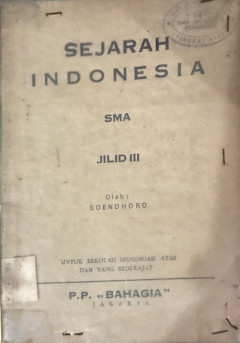 SEJARAH
INDONESIA
SMA
JILID III
Oleh :
SOENDHORO
UNTUK SEKOLAH MENENGAH ATAS
DAN YANG SEDERAJAT
P.P. „BAHAGIA"
JAKARTA